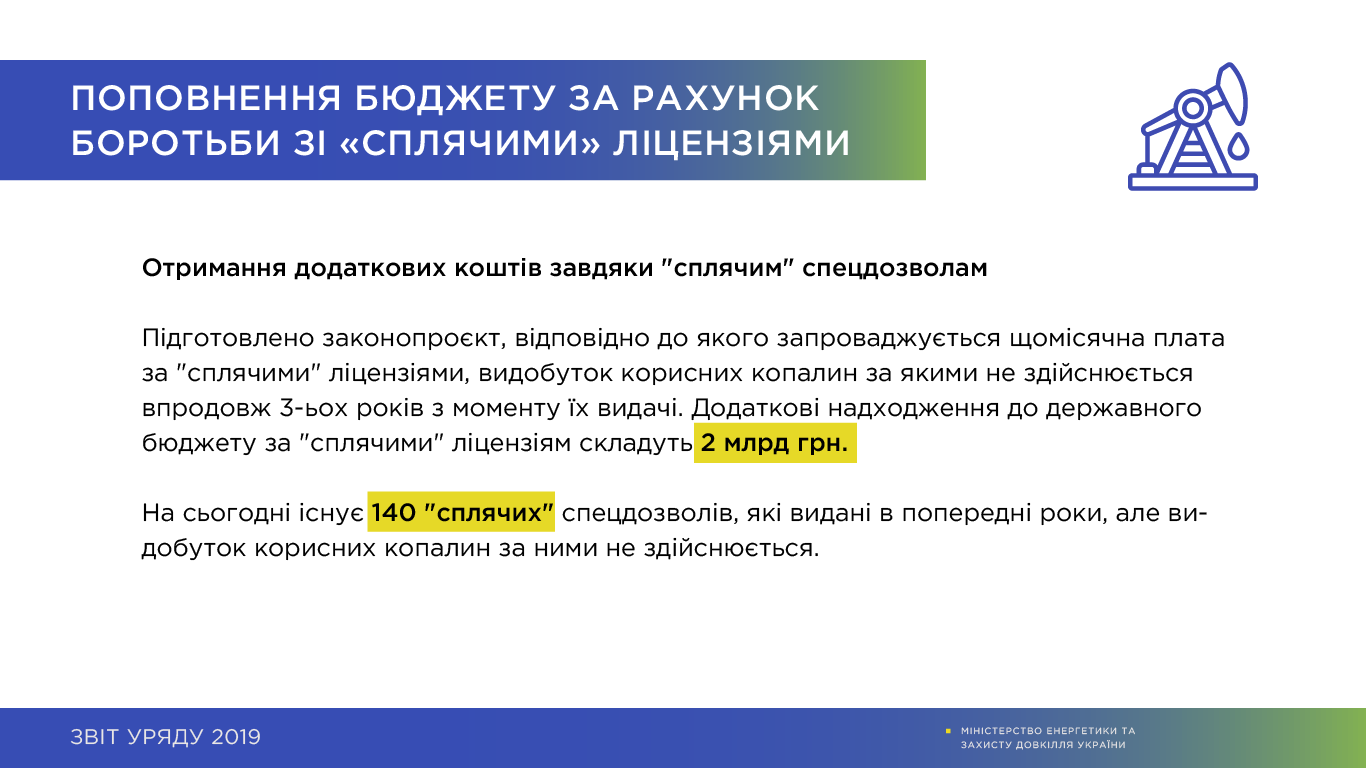 ПОПОВНЕННЯ БЮДЖЕТУ ЗА РАХУНОК
БОРОТЬБИ ЗІ «СПЛЯЧИМИ» ЛІЦЕНЗІЯМИ
Отримання додаткових коштів завдяки "сплячим" спецдозволам
Підготовлено законопроєкт, відповідно до якого запроваджується щомісячна плата
за "сплячими" ліцензіями, видобуток корисних копалин за якими не здійснюється
впродовж 3-ьох років з моменту їх видачі. Додаткові надходження до державного
бюджету за "сплячими" ліцензіям складуть 2 млрд грн.
На сьогодні існує 140 "сплячих" спецдозволів, які видані в попередні роки, але ви-
добуток корисних копалин за ними не здійснюється.
ЗВІТ УРЯДУ 2019
МІНІСТЕРСТВО ЕНЕРГЕТИКИ ТА
ЗАХИСТУ ДОВКІЛЛЯ УКРАЇНИ